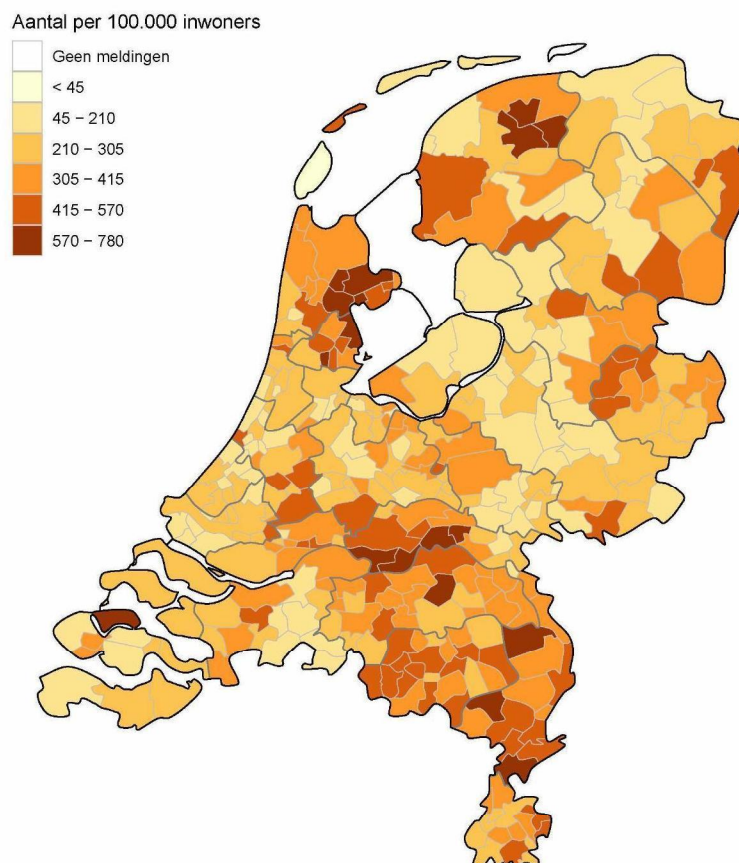 Aantal per 100.000 inwoners
Geen meldingen
< 45
45 – 210
210 – 305
305 – 415
415 – 570
570 – 780